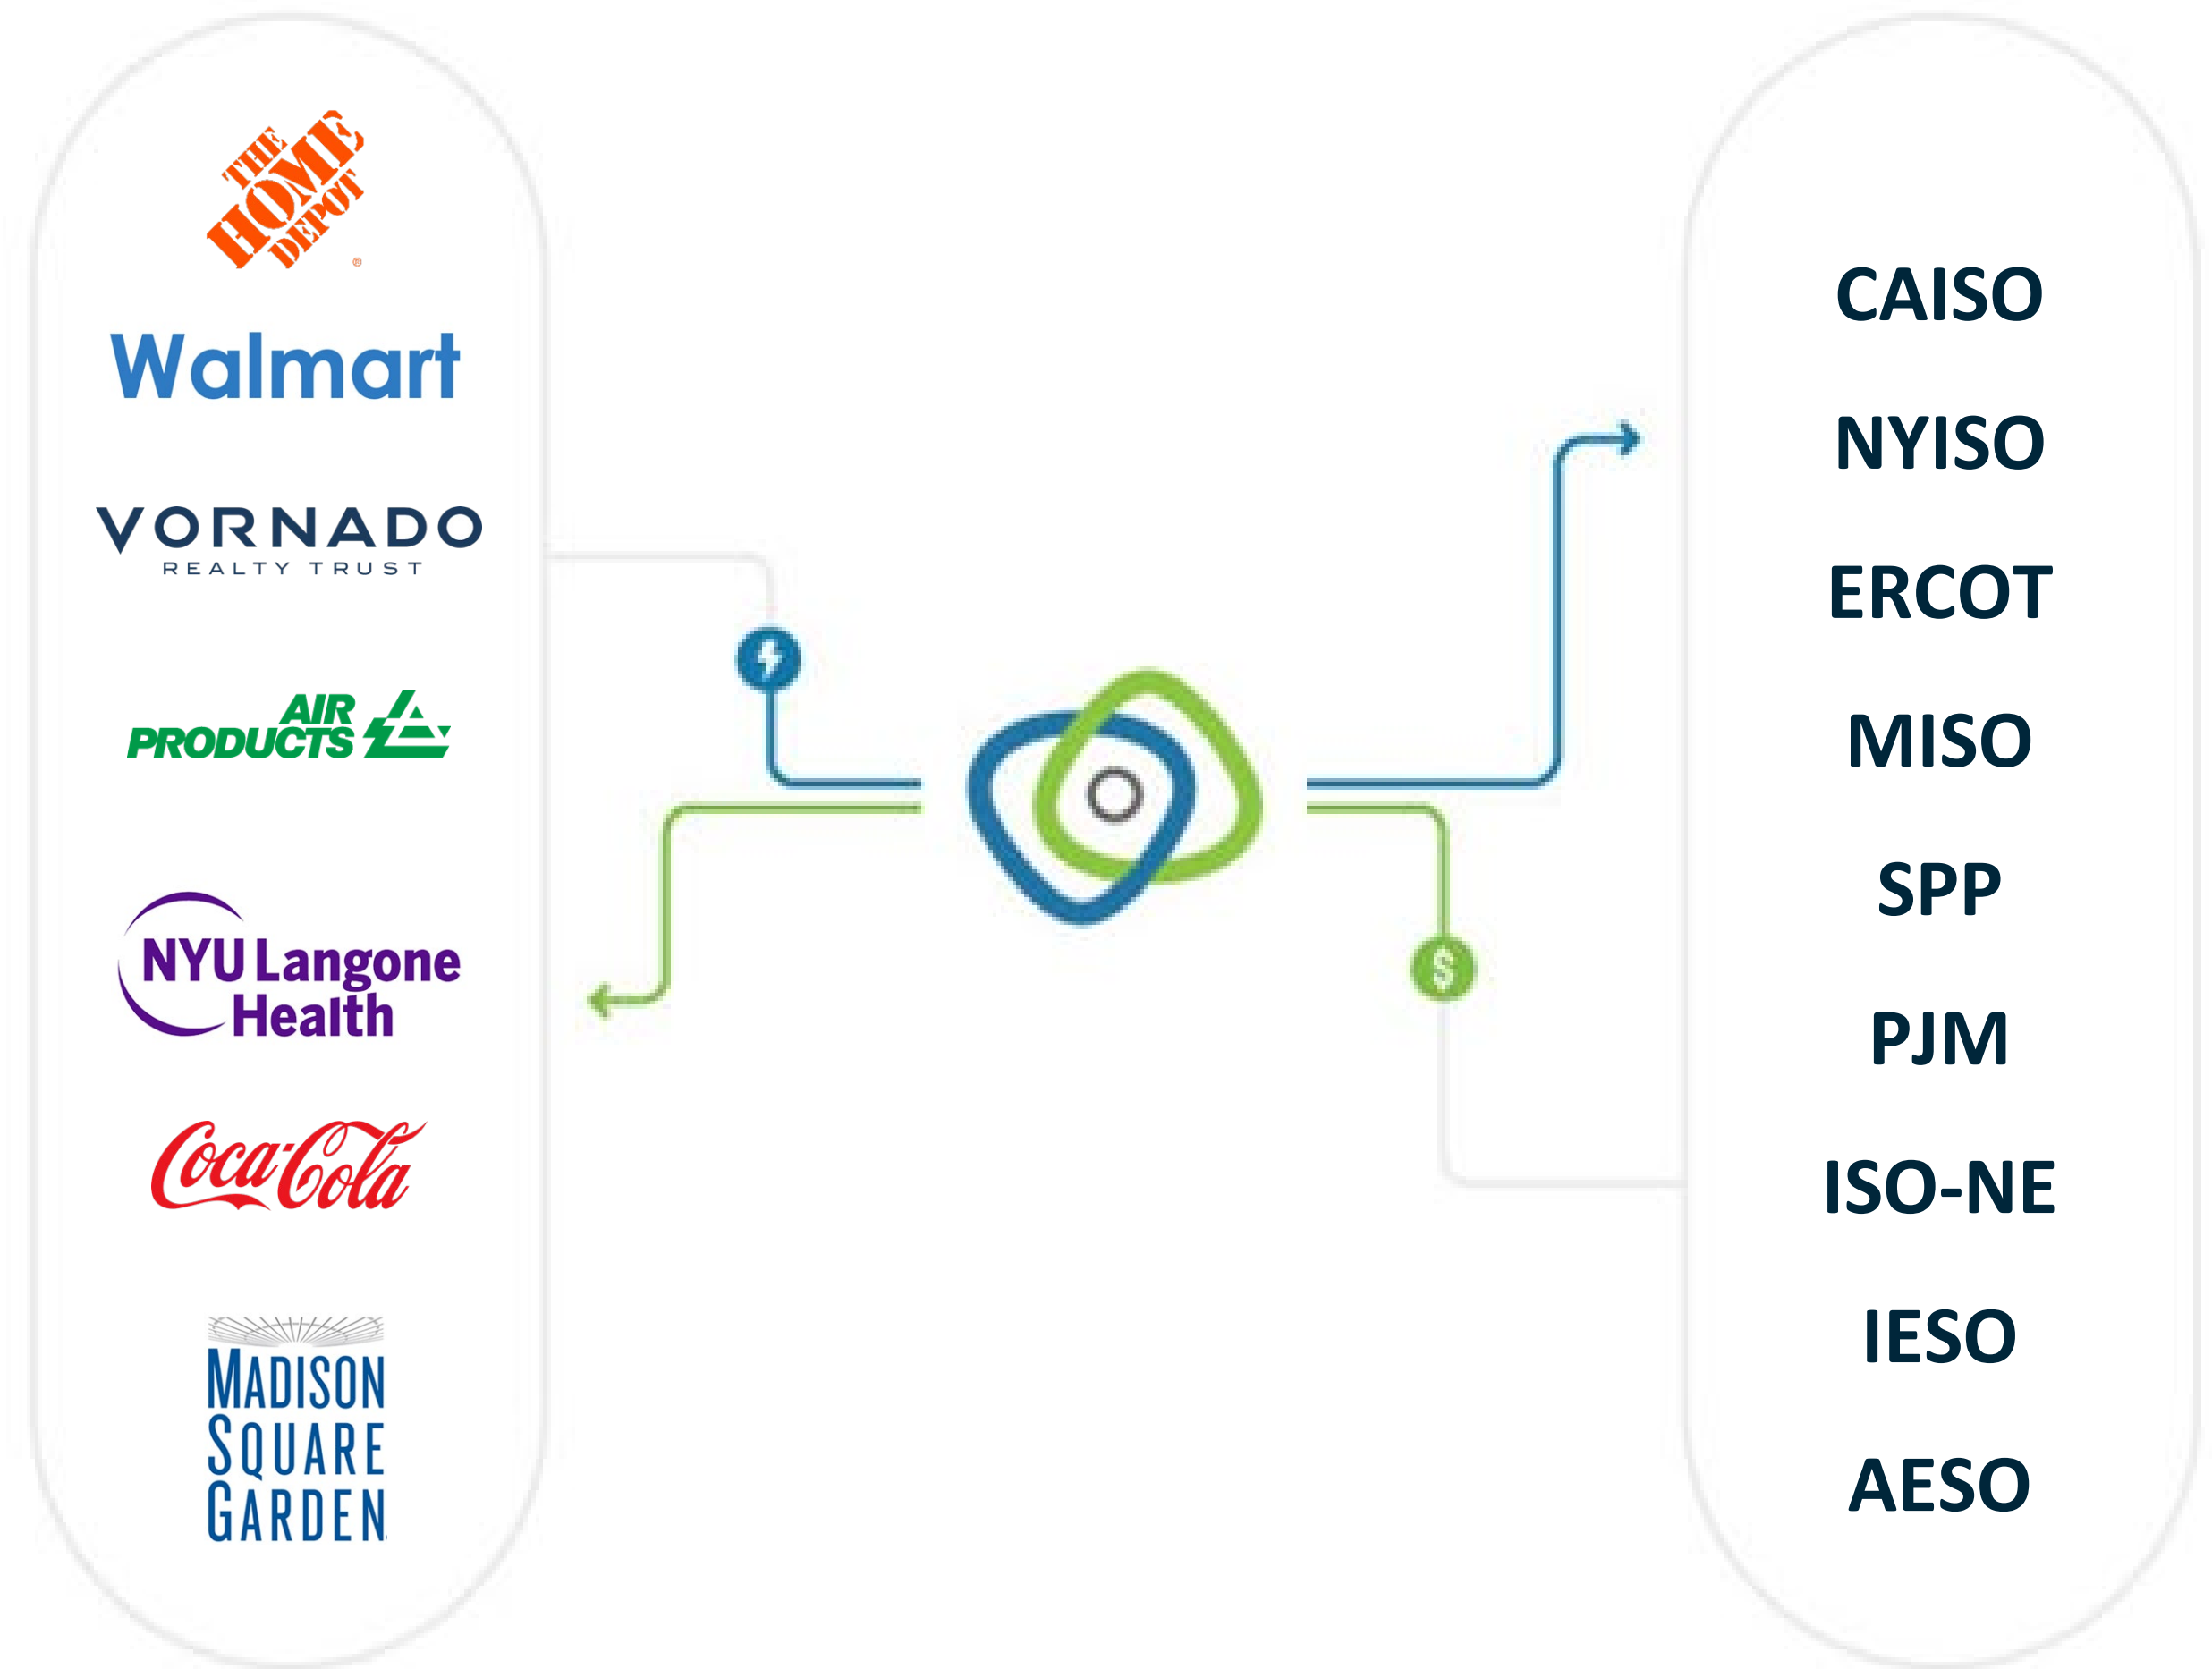 THE
HOME
DEPOT
®
Walmart
VORNADO
REALTY TRUST
AIR
PRODUCTS
NYU Langone
Health
Coca-Cola
MADISON
SQUARE
GARDEN
$
CAISO
NYISO
ERCOT
MISO
SPP
PJM
ISO-NE
IESO
AESO